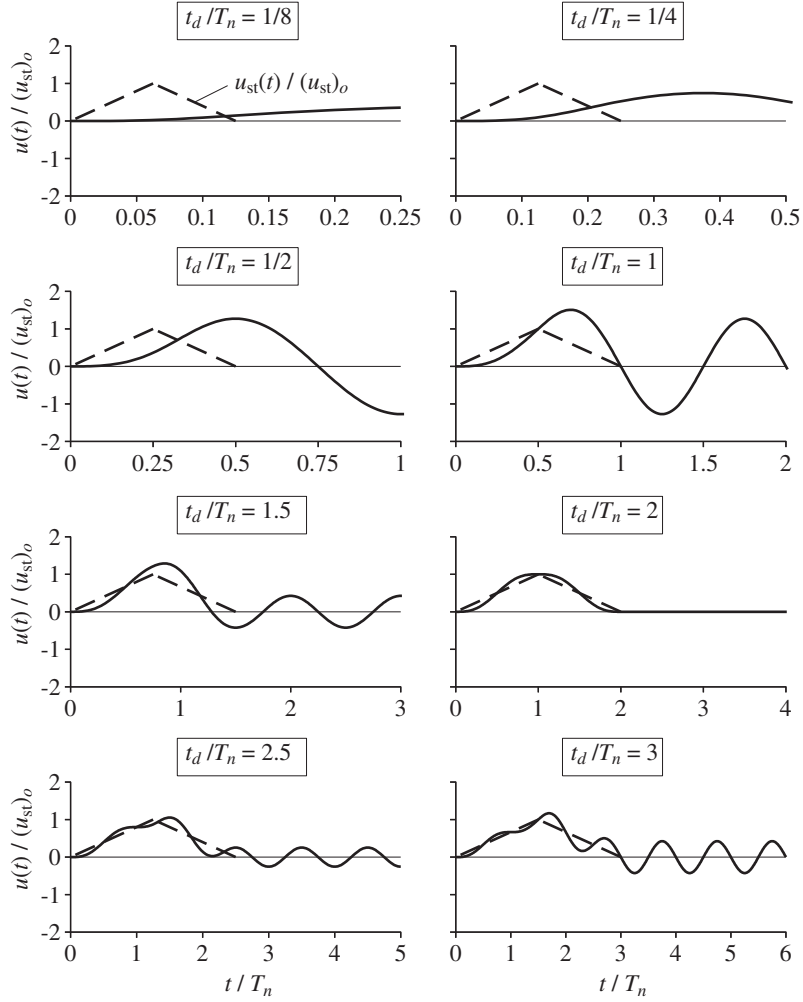 t_d /T_n = 1/8
t_d /T_n = 1/4
u(t) / (u_st)_o
2
1
0
-1
-2
u_st(t) / (u_st)_o
0 0.05 0.1 0.15 0.2 0.25
0 0.1 0.2 0.3 0.4 0.5
t_d /T_n = 1/2
t_d /T_n = 1
u(t) / (u_st)_o
2
1
0
-1
-2
0 0.25 0.5 0.75 1
0 0.5 1 1.5 2
t_d /T_n = 1.5
t_d /T_n = 2
u(t) / (u_st)_o
2
1
0
-1
-2
0 1 2 3
0 1 2 3 4
t_d /T_n = 2.5
t_d /T_n = 3
u(t) / (u_st)_o
2
1
0
-1
-2
0 1 2 3 4 5
0 1 2 3 4 5 6
t / T_n
t / T_n